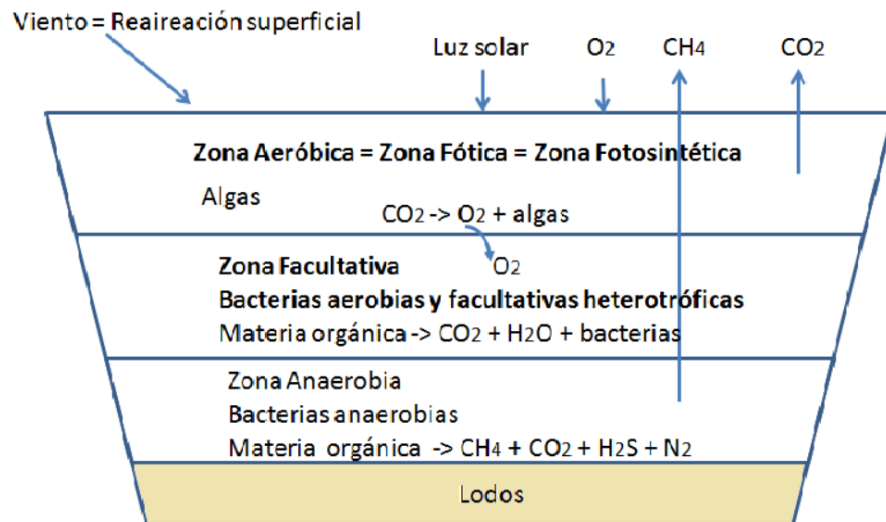 Viento = Reaireación superficial
Luz solar O2 CH4 CO2
Zona Aeróbica = Zona Fótica = Zona Fotosintética
Algas
CO2 -> O2 + algas
Zona Facultativa O2
Bacterias aerobias y facultativas heterotróficas
Materia orgánica -> CO2 + H2O + bacterias
Zona Anaerobia
Bacterias anaerobias
Materia orgánica -> CH4 + CO2 + H2S + N2
Lodos